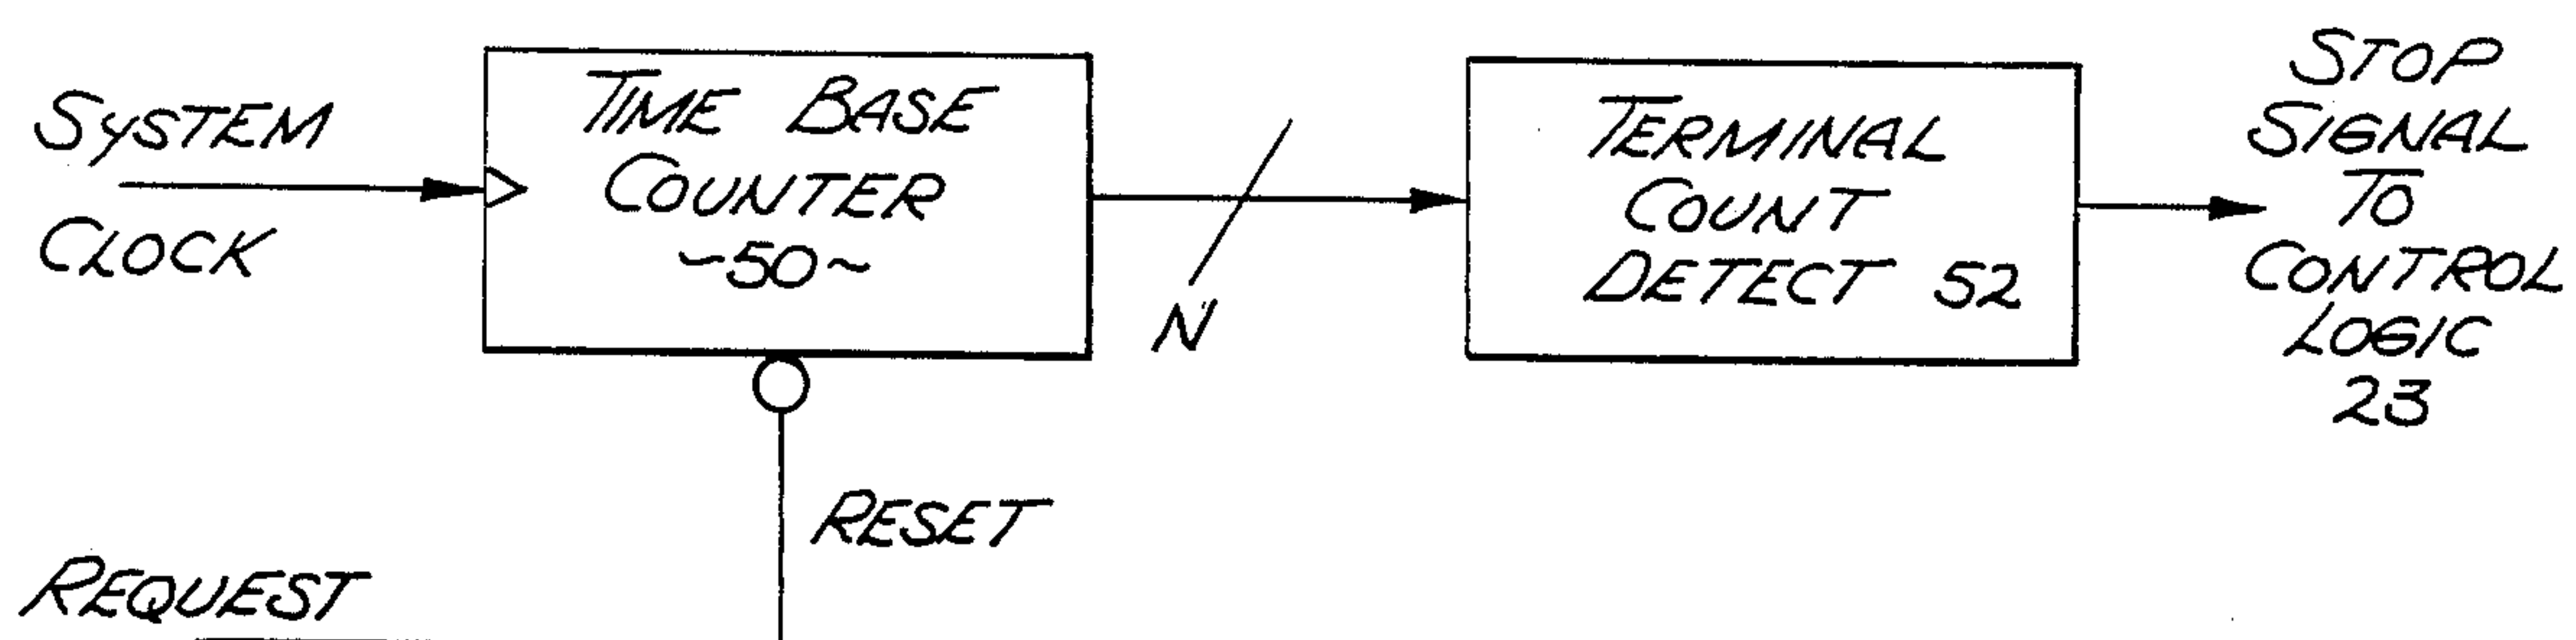 SYSTEM
CLOCK
TIME BASE
COUNTER
~50~
N
TERMINAL
COUNT
DETECT 52
STOP
SIGNAL
TO
CONTROL
LOGIC
23
RESET
REQUEST